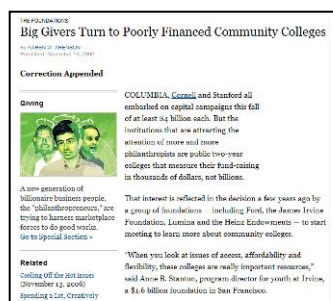 THE FOUNDATIONS
Big Givers Turn to Poorly Financed Community Colleges
By KAREN W. ARENSON
Published: November 13, 2006
Correction Appended
Giving
A new generation of
billionaire business people,
the "philanthropreneurs," are
trying to harness marketplace
forces to do good works.
Go to Special Section »
Related
Cooling Off the Hot Issues
(November 13, 2006)
Spending a Lot, Creatively
COLUMBIA, Cornell and Stanford all
embarked on capital campaigns this fall
of at least $4 billion each. But the
institutions that are attracting the
attention of more and more
philanthropists are public two-year
colleges that measure their fund-raising
in thousands of dollars, not billions.
That interest is reflected in the decision a few years ago by
a group of foundations — including Ford, the James Irvine
Foundation, Lumina and the Heinz Endowments — to start
meeting to learn more about community colleges.
"When you look at issues of access, affordability and
flexibility, these colleges are really important resources,"
said Anne B. Stanton, program director for youth at Irvine,
a $1.6 billion foundation in San Francisco.